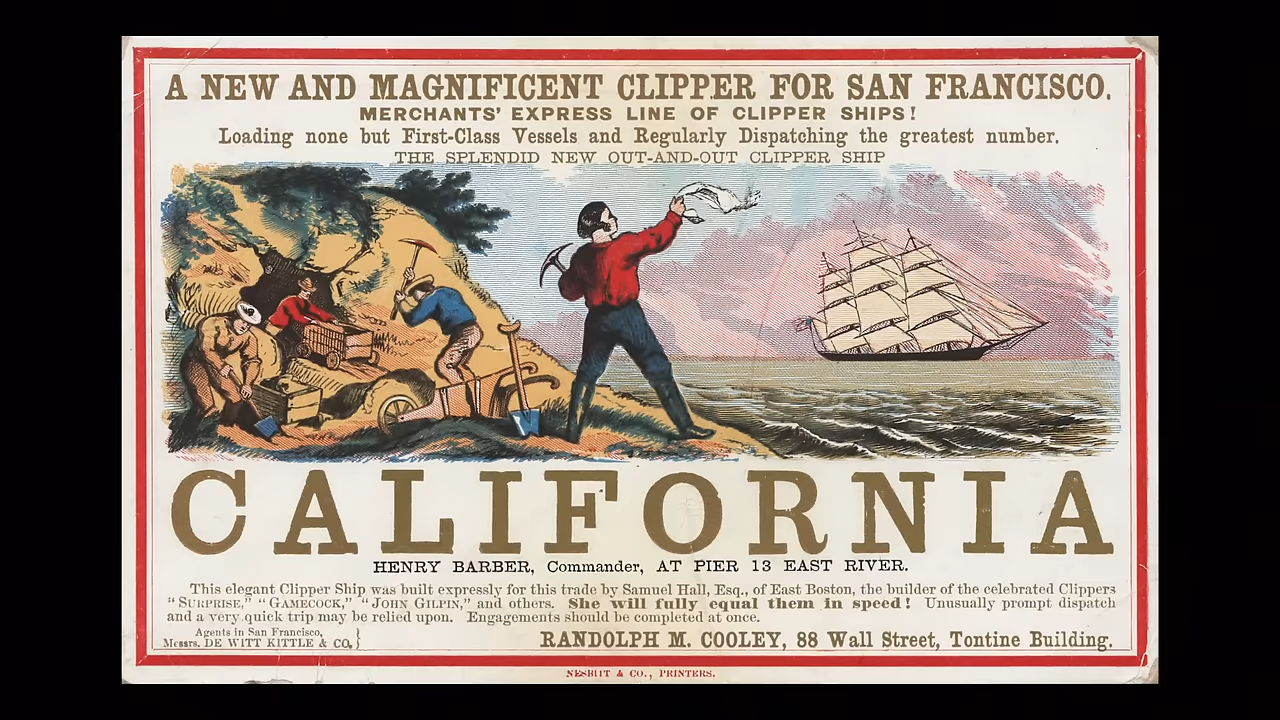 A NEW AND MAGNIFICENT CLIPPER FOR SAN FRANCISCO.
MERCHANTS' EXPRESS LINE OF CLIPPER SHIPS!
Loading none but First-Class Vessels and Regularly Dispatching the greatest number.
THE SPLENDID NEW OUT-AND-OUT CLIPPER SHIP
CALIFORNIA
HENRY BARBER, Commander, AT PIER 13 EAST RIVER.
This elegant Clipper Ship was built expressly for this trade by Samuel Hall, Esq., of East Boston, the builder of the celebrated Clippers
"SURPRISE," "GAMECOCK," "JOHN GILPIN," and others. She will fully equal them in speed! Unusually prompt dispatch
and a very quick trip may be relied upon. Engagements should be completed at once.
Agents in San Francisco,
Messrs. DE WITT KITTLE & CO.}
RANDOLPH M. COOLEY, 88 Wall Street, Tontine Building.
NESBITT & CO., PRINTERS.